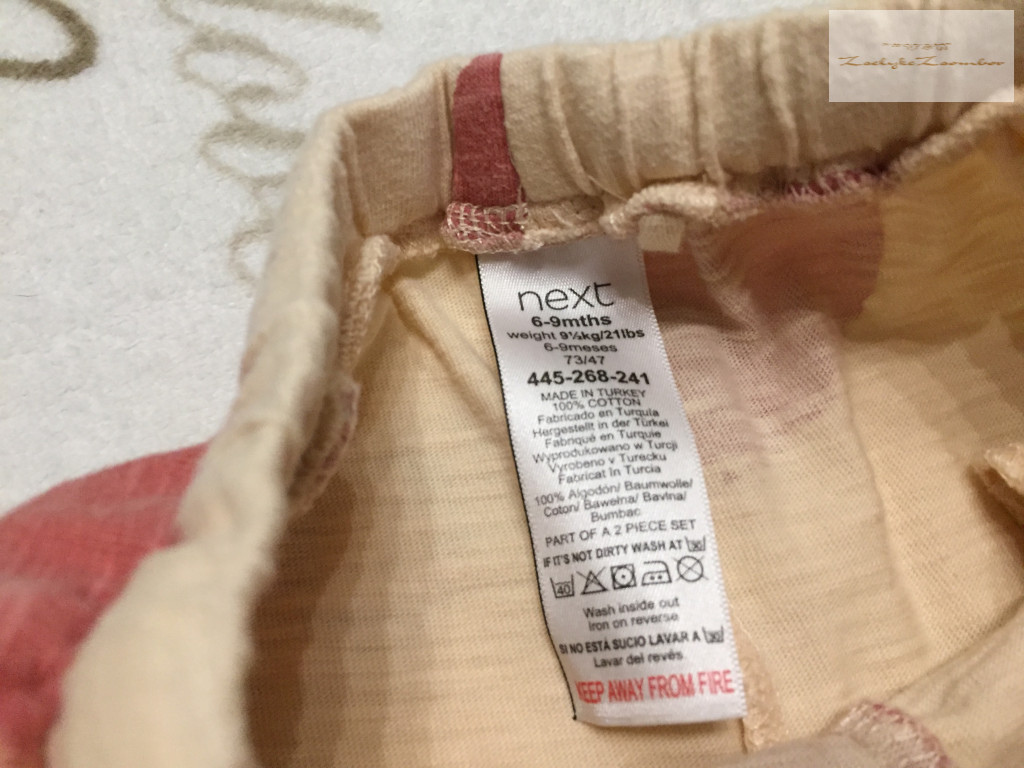 next
6-9mths
weight 9½kg/21lbs
6-9meses
73/47
445-268-241
MADE IN TURKEY
100% COTTON
Fabricado en Turquía
Hergestellt in der Türkei
Fabriqué en Turquie
Wyprodukowano w Turcji
Vyrobeno v Turecku
Fabricat în Turcia
100% Algodón/ Baumwolle/
Coton/ Bawełna/ Bavlna/
Bumbac
PART OF A 2 PIECE SET
IF IT'S NOT DIRTY WASH AT 30
40
Wash inside out
Iron on reverse
SI NO ESTÁ SUCIO LAVAR A 30
Lavar del revés
KEEP AWAY FROM FIRE